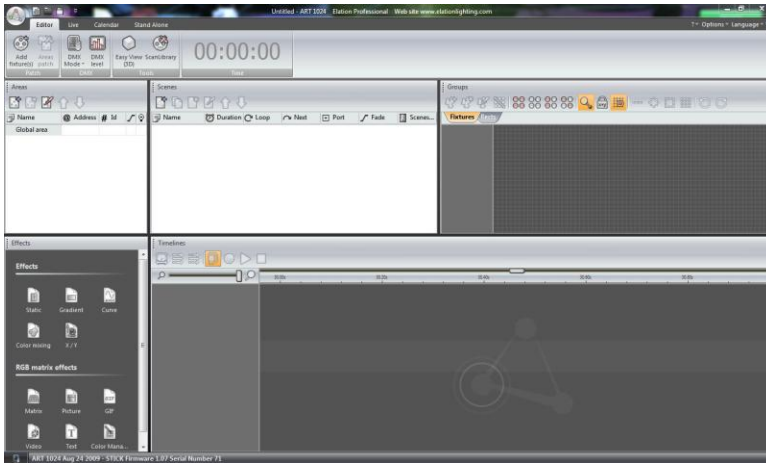 Untitled - ART 1024 Elation Professional Web site www.elationlighting.com
Editor Live Calendar Stand Alone
?▾ Options ▾ Language ▾
Add fixture(s)
Areas patch
DMX Mode ▾
DMX level
Easy View (3D)
ScanLibrary
00:00:00
Patch DMX Tools Time
Areas
Name @ Address # Id
Global area
Scenes
Name Duration Loop Next Port Fade Scenes...
Groups
Fixtures
Effects
Effects
Static Gradient Curve
Color mixing X / Y
RGB matrix effects
Matrix Picture GIF
Video Text Color Mana...
Timelines
ART 1024 Aug 24 2009 - STICK Firmware 1.07 Serial Number 71